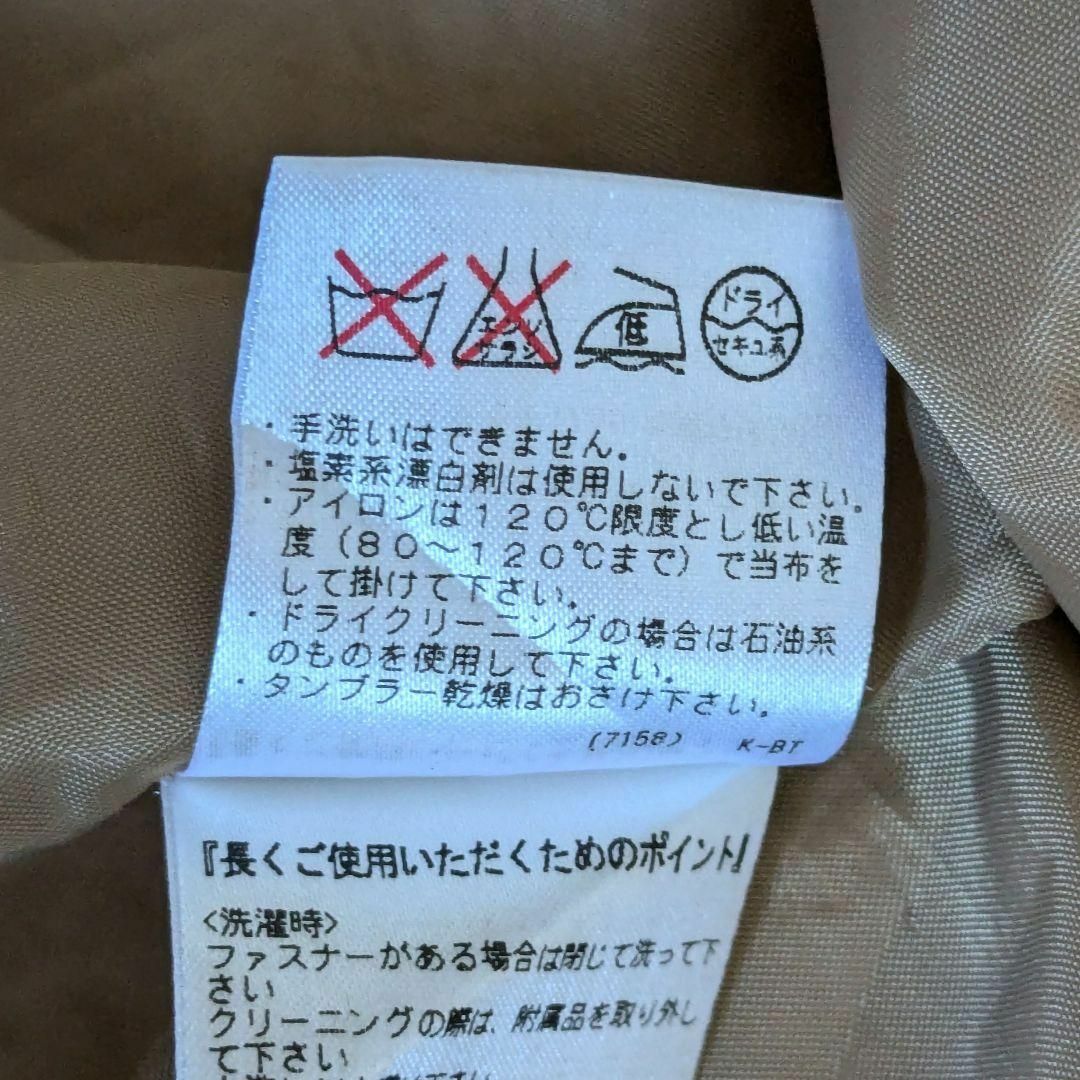 エンソ
サラシ
低
ドライ
セキユ系
・手洗いはできません。
・塩素系漂白剤は使用しないで下さい。
・アイロンは120℃限度とし低い温
度(80~120℃まで)で当布を
して掛けて下さい。
・ドライクリーニングの場合は石油系
のものを使用して下さい。
・タンブラー乾燥はおさけ下さい。
(7158) K-BT
『長くご使用いただくためのポイント』
<洗濯時>
ファスナーがある場合は閉じて洗って下
さい
クリーニングの際は、附属品を取り外し
て下さい